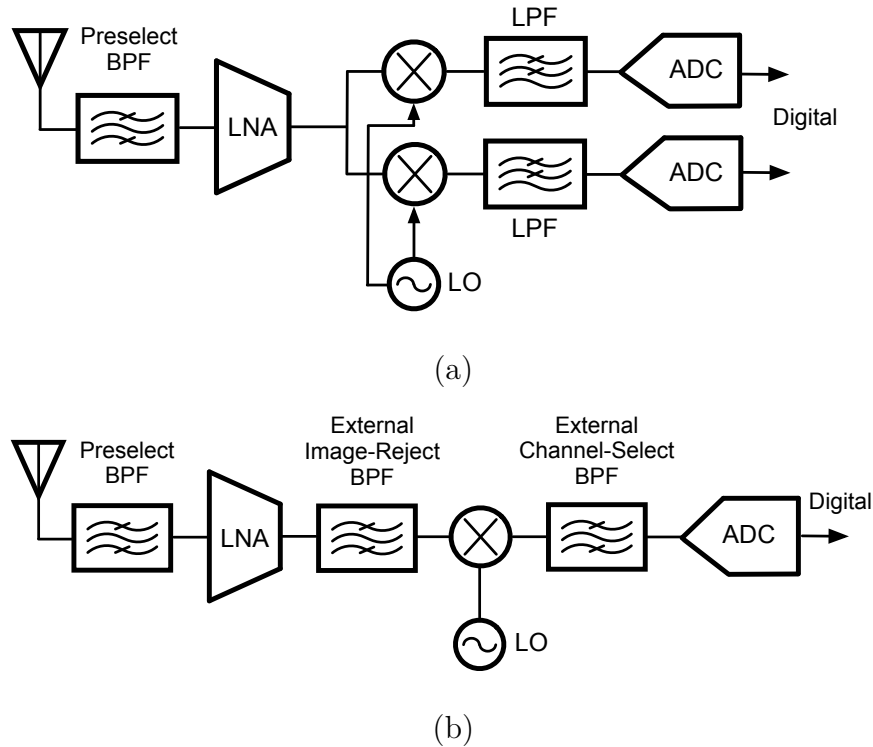 LPF
Preselect
BPF
LNA
ADC
Digital
ADC
LPF
LO
(a)
External
Image-Reject
BPF
External
Channel-Select
BPF
Preselect
BPF
Digital
LNA
ADC
LO
(b)